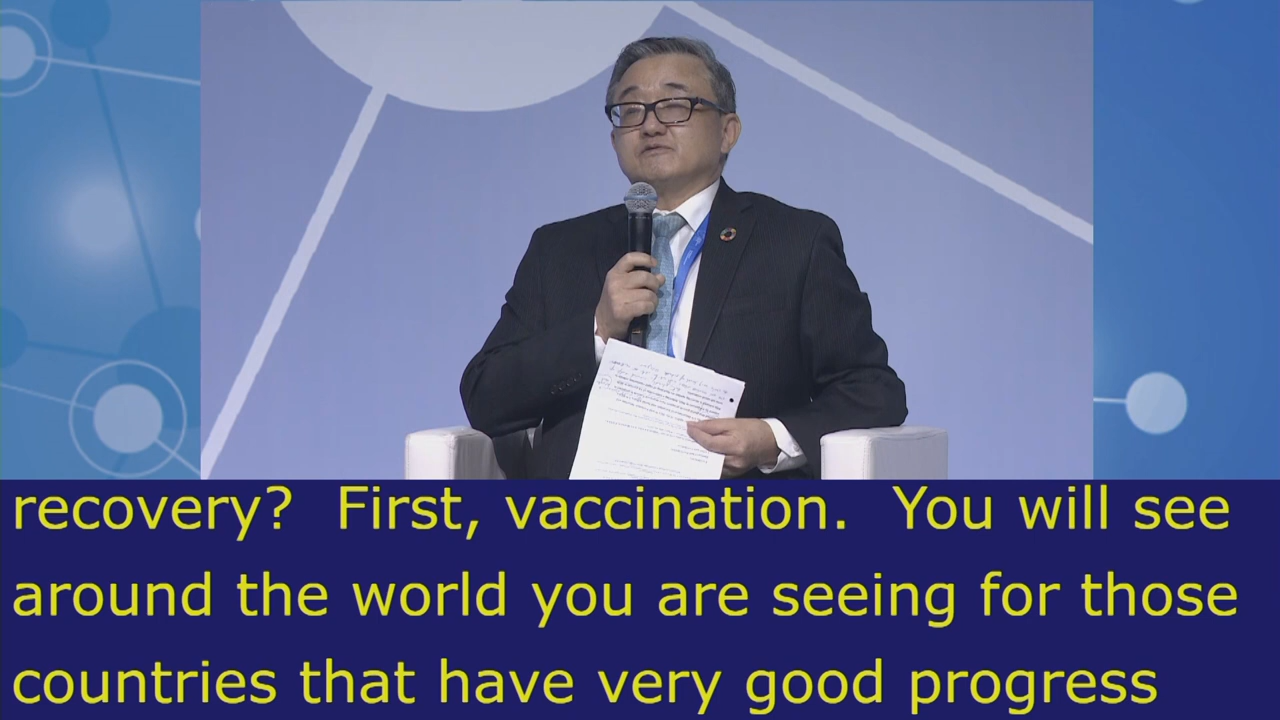 recovery?  First, vaccination.  You will see
around the world you are seeing for those
countries that have very good progress